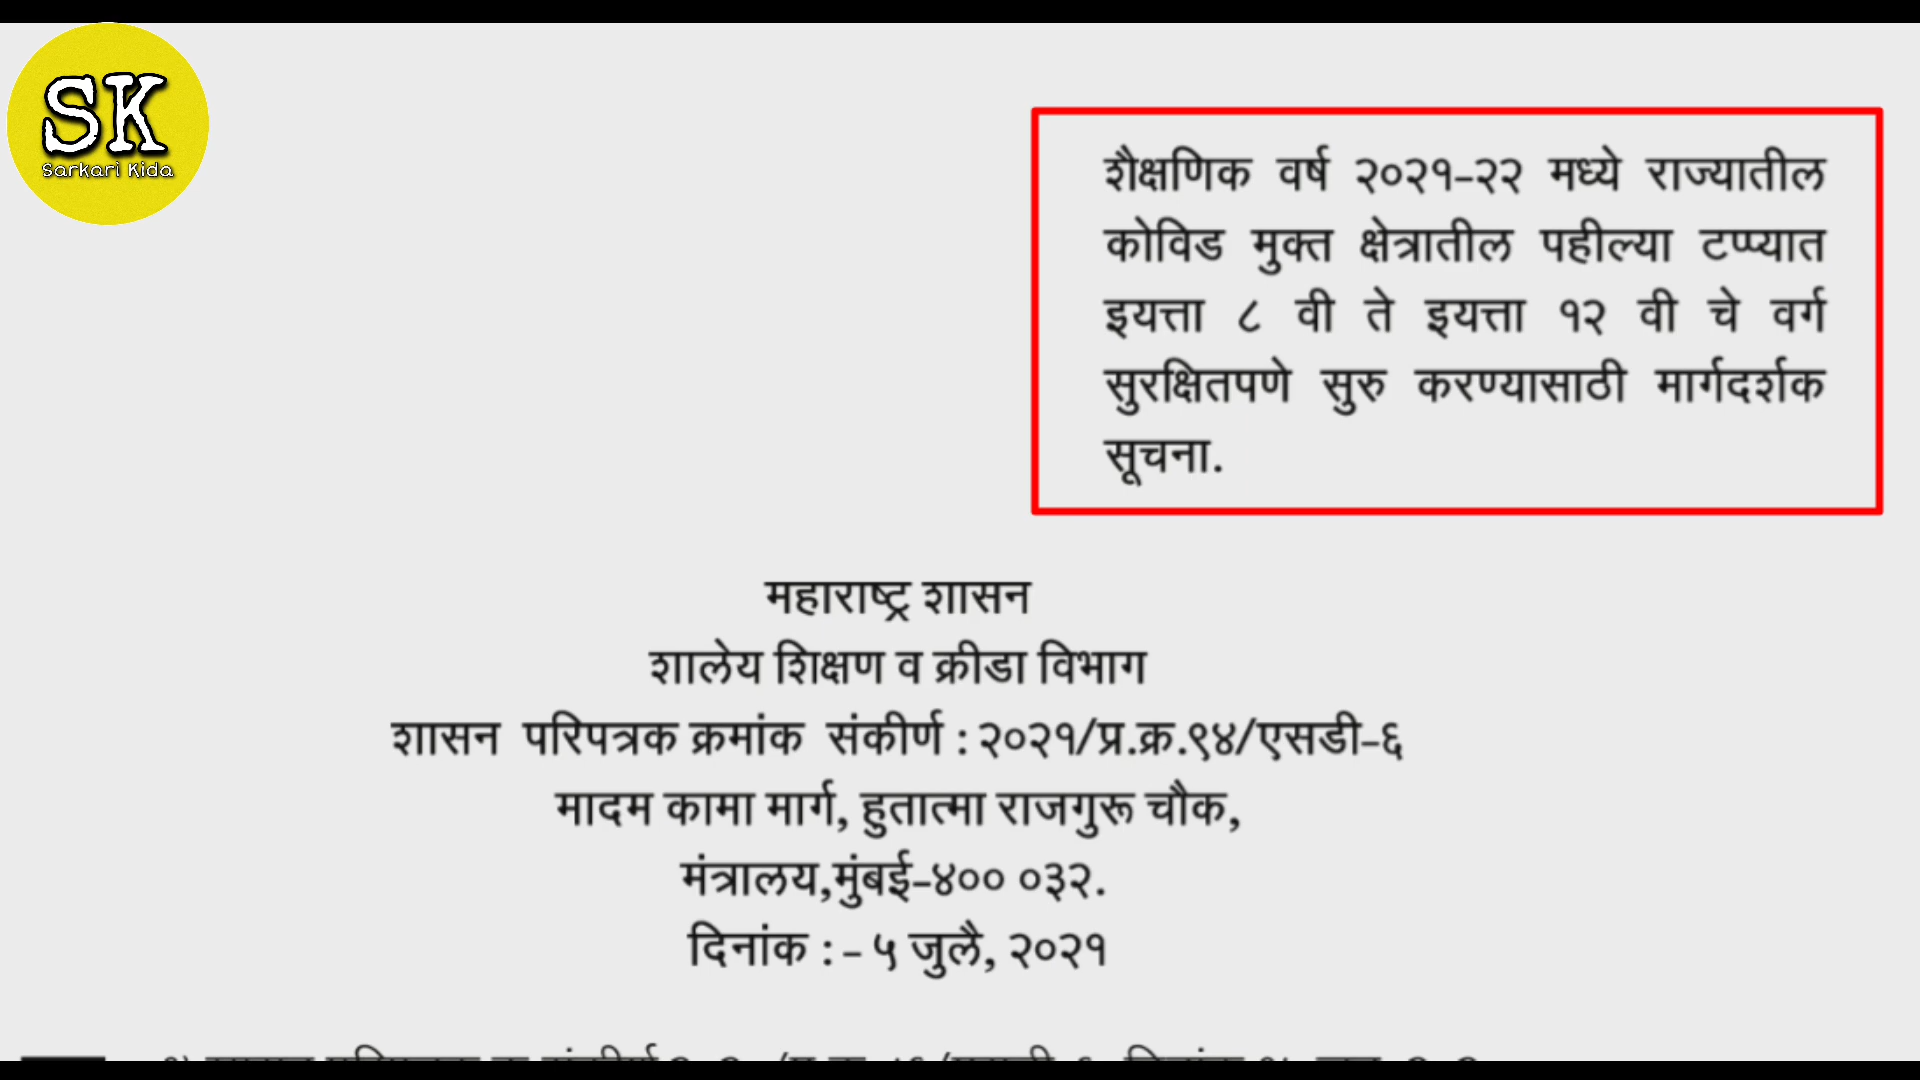 SK
Sarkari Kida
शैक्षणिक वर्ष २०२१-२२ मध्ये राज्यातील
कोविड मुक्त क्षेत्रातील पहील्या टप्प्यात
इयत्ता ८ वी ते इयत्ता १२ वी चे वर्ग
सुरक्षितपणे सुरु करण्यासाठी मार्गदर्शक
सूचना.
महाराष्ट्र शासन
शालेय शिक्षण व क्रीडा विभाग
शासन परिपत्रक क्रमांक संकीर्ण : २०२१/प्र.क्र.९४/एसडी-६
मादम कामा मार्ग, हुतात्मा राजगुरू चौक,
मंत्रालय,मुंबई-४०० ०३२.
दिनांक : - ५ जुलै, २०२१